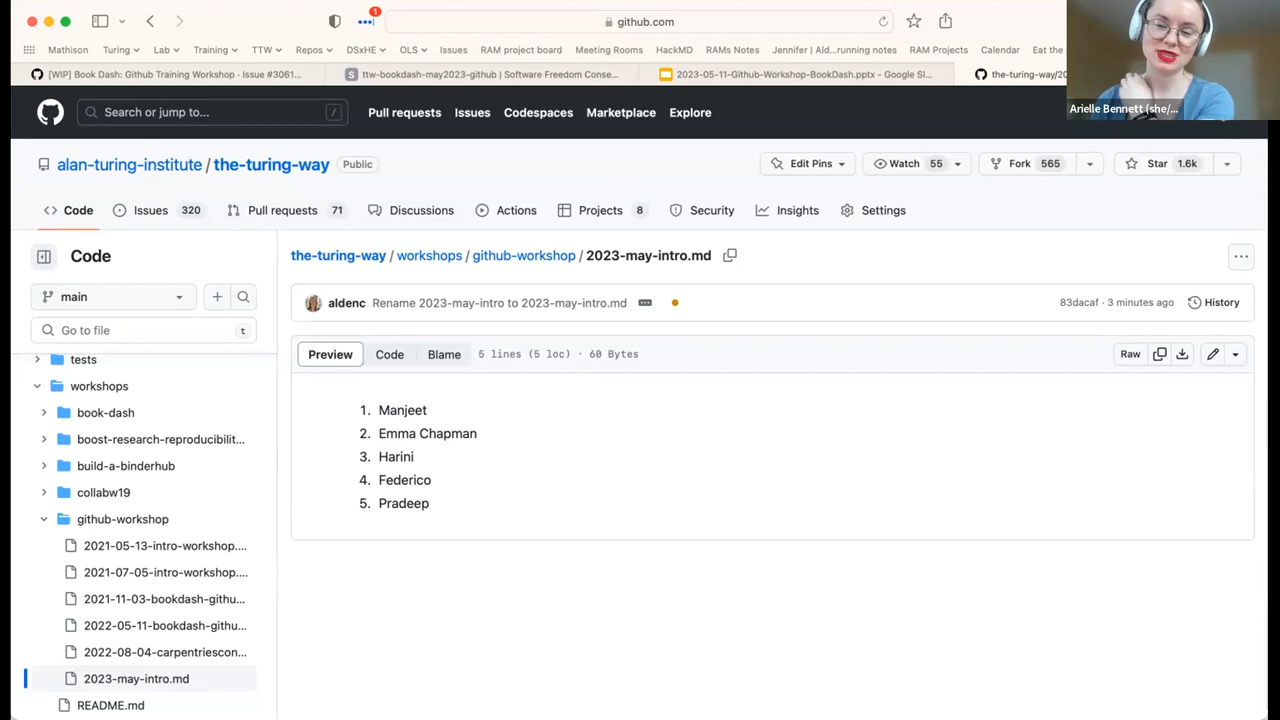 1
github.com
Mathison Turing Lab Training TTW Repos DSxHE OLS Issues RAM project board Meeting Rooms HackMD RAMs Notes Jennifer | Ald...running notes RAM Projects Calendar Eat the
[WIP] Book Dash: Github Training Workshop · Issue #3061... ttw-bookdash-may2023-github | Software Freedom Conse... 2023-05-11-Github-Workshop-BookDash.pptx - Google Sl... the-turing-way/20
Arielle Bennett (she/...
Search or jump to... / Pull requests Issues Codespaces Marketplace Explore
alan-turing-institute / the-turing-way Public Edit Pins Watch 55 Fork 565 Star 1.6k
Code Issues 320 Pull requests 71 Discussions Actions Projects 8 Security Insights Settings
Code
the-turing-way / workshops / github-workshop / 2023-may-intro.md
main
aldenc Rename 2023-may-intro to 2023-may-intro.md 83dacaf · 3 minutes ago History
Go to file t
Preview Code Blame 5 lines (5 loc) · 60 Bytes Raw
tests
workshops
book-dash
boost-research-reproducibilit...
build-a-binderhub
collabw19
github-workshop
2021-05-13-intro-workshop....
2021-07-05-intro-workshop....
2021-11-03-bookdash-githu...
2022-05-11-bookdash-githu...
2022-08-04-carpentriescon...
2023-may-intro.md
README.md
1. Manjeet
2. Emma Chapman
3. Harini
4. Federico
5. Pradeep